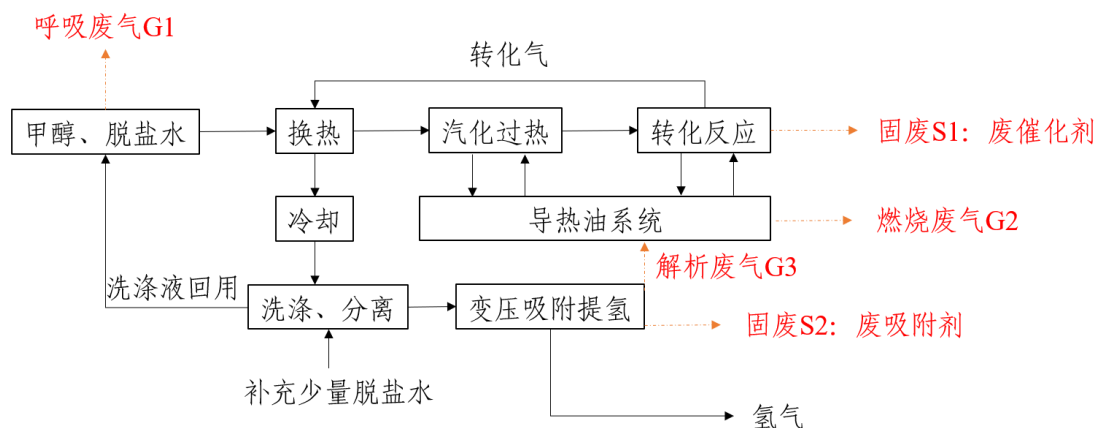 呼吸废气G1
转化气
甲醇、脱盐水
换热
汽化过热
转化反应
固废S1：废催化剂
冷却
导热油系统
燃烧废气G2
解析废气G3
洗涤液回用
洗涤、分离
变压吸附提氢
固废S2：废吸附剂
补充少量脱盐水
氢气